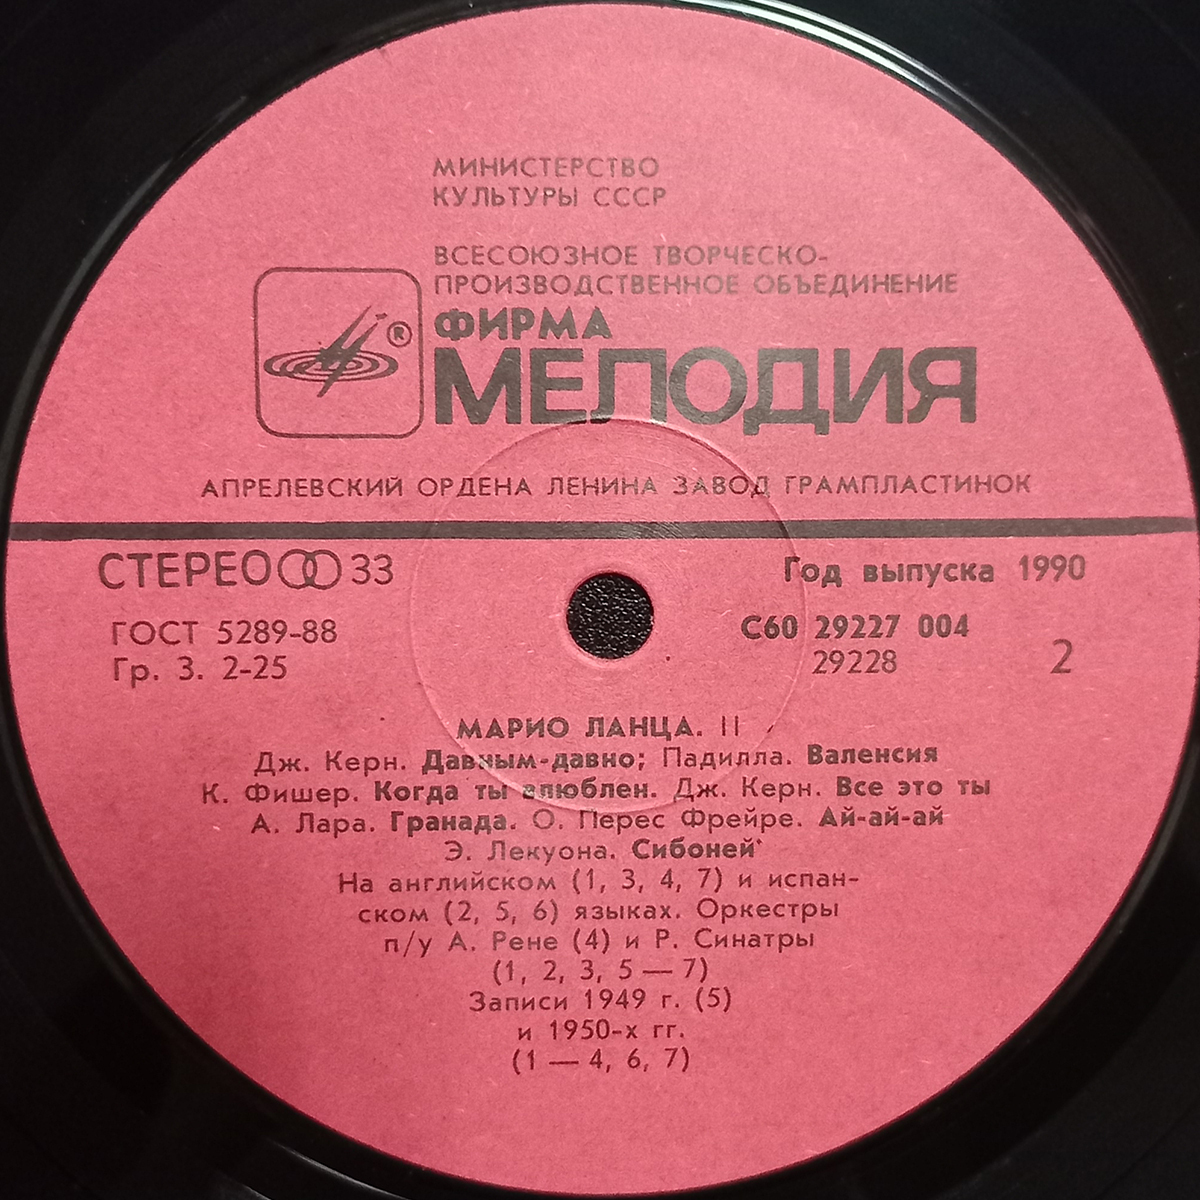 МИНИСТЕРСТВО
КУЛЬТУРЫ СССР
ВСЕСОЮЗНОЕ ТВОРЧЕСКО-
ПРОИЗВОДСТВЕННОЕ ОБЪЕДИНЕНИЕ
ФИРМА
®
МЕЛОДИЯ
АПРЕЛЕВСКИЙ ОРДЕНА ЛЕНИНА ЗАВОД ГРАМПЛАСТИНОК
СТЕРЕО 33
Год выпуска 1990
ГОСТ 5289-88
С60 29227 004
Гр. 3. 2-25
29228
2
МАРИО ЛАНЦА. II
Дж. Керн. Давным-давно; Падилла. Валенсия
К. Фишер. Когда ты влюблен. Дж. Керн. Все это ты
А. Лара. Гранада. О. Перес Фрейре. Ай-ай-ай
Э. Лекуона. Сибоней
На английском (1, 3, 4, 7) и испан-
ском (2, 5, 6) языках. Оркестры
п/у А. Рене (4) и Р. Синатры
(1, 2, 3, 5 — 7)
Записи 1949 г. (5)
и 1950-х гг.
(1 — 4, 6, 7)